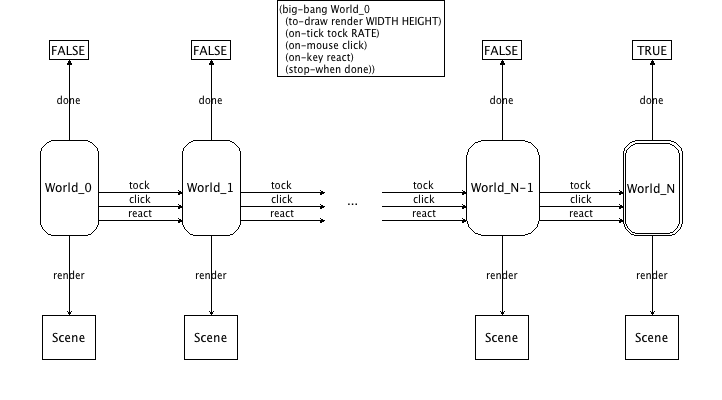 (big-bang World_0
(to-draw render WIDTH HEIGHT)
(on-tick tock RATE)
(on-mouse click)
(on-key react)
(stop-when done))
FALSE
FALSE
FALSE
TRUE
done
done
done
done
World_0
tock
click
react
World_1
tock
click
react
...
tock
click
react
World_N-1
tock
click
react
World_N
render
render
render
render
Scene
Scene
Scene
Scene